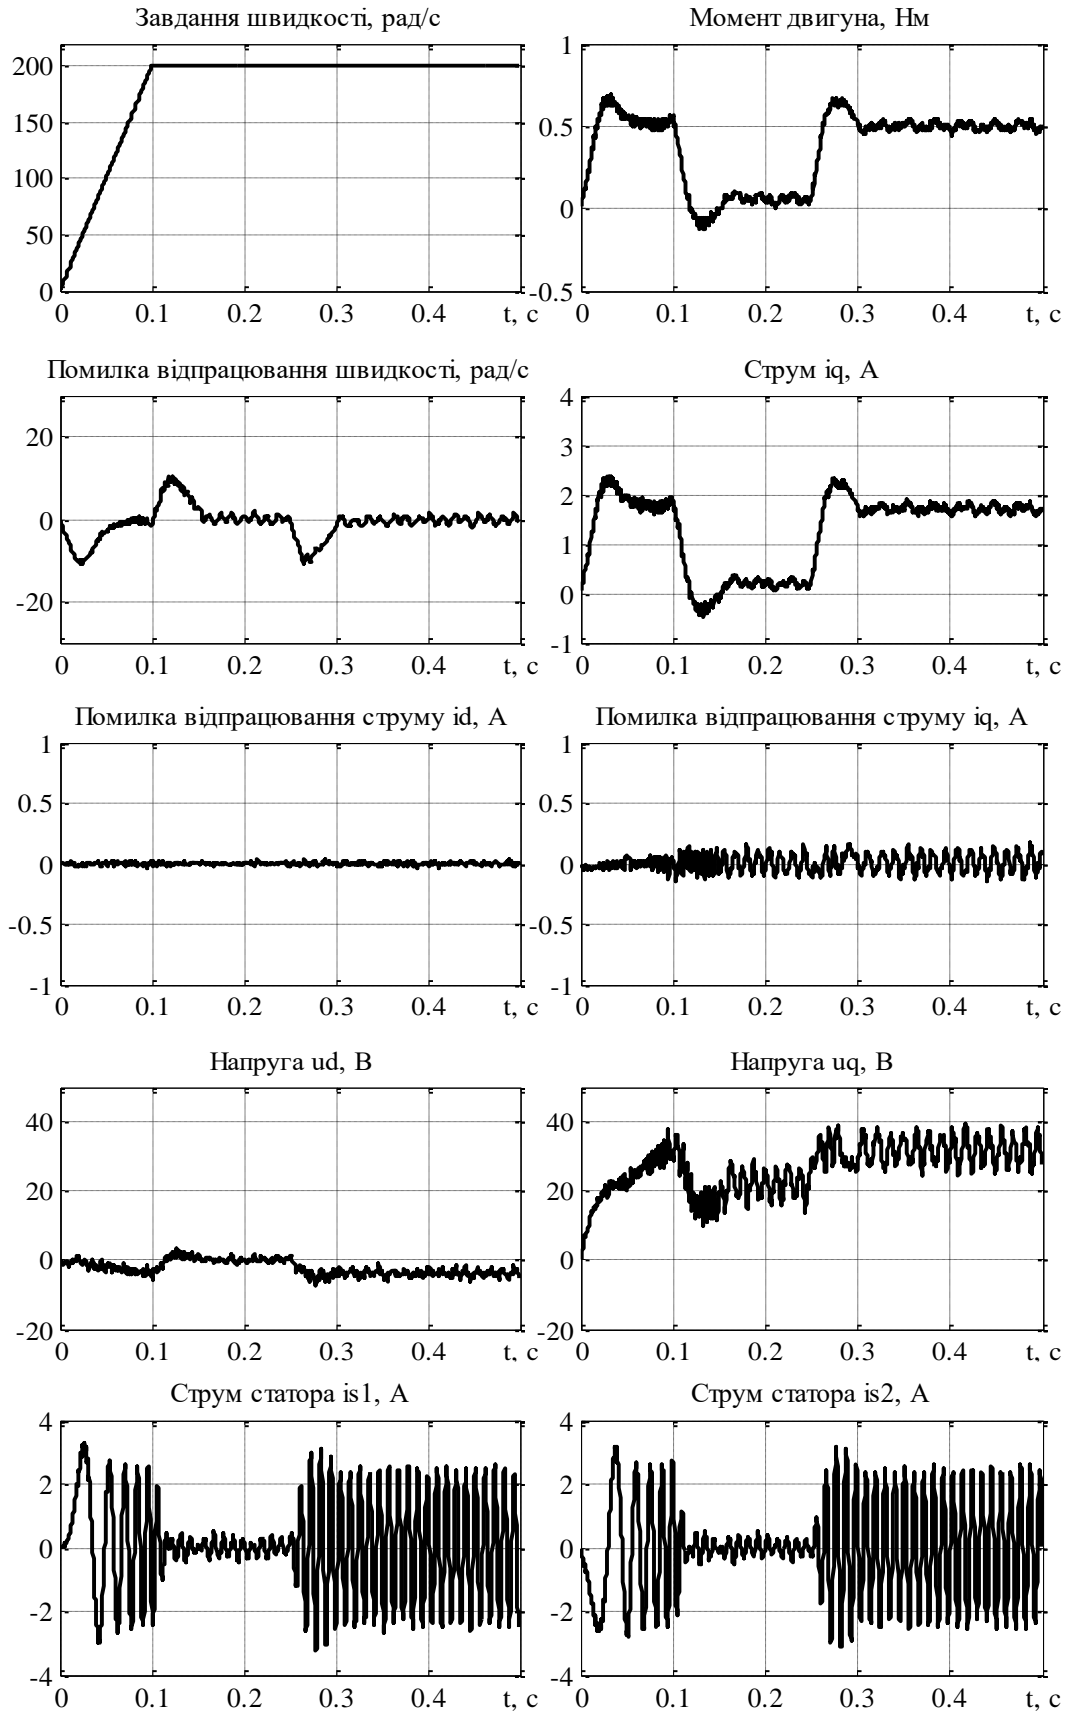 Завдання швидкості, рад/с
200
150
100
50
0
0 0.1 0.2 0.3 0.4 t, с
Момент двигуна, Нм
1
0.5
0
-0.5
0 0.1 0.2 0.3 0.4 t, с
Помилка відпрацювання швидкості, рад/с
20
0
-20
0 0.1 0.2 0.3 0.4 t, с
Струм iq, А
4
3
2
1
0
-1
0 0.1 0.2 0.3 0.4 t, с
Помилка відпрацювання струму id, А
1
0.5
0
-0.5
-1
0 0.1 0.2 0.3 0.4 t, с
Помилка відпрацювання струму iq, А
1
0.5
0
-0.5
-1
0 0.1 0.2 0.3 0.4 t, с
Напруга ud, В
40
20
0
-20
0 0.1 0.2 0.3 0.4 t, с
Напруга uq, В
40
20
0
-20
0 0.1 0.2 0.3 0.4 t, с
Струм статора is1, А
4
2
0
-2
-4
0 0.1 0.2 0.3 0.4 t, с
Струм статора is2, А
4
2
0
-2
-4
0 0.1 0.2 0.3 0.4 t, с